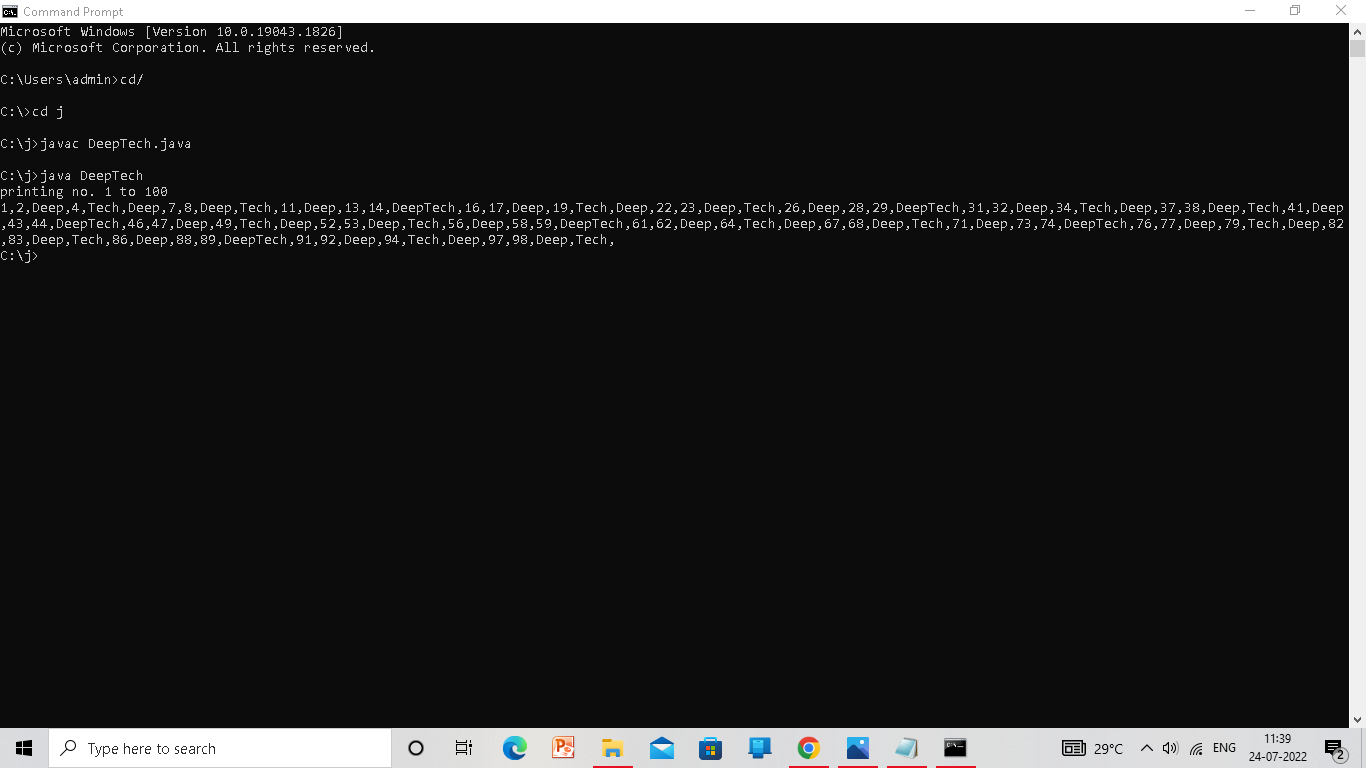 Command Prompt
Microsoft Windows [Version 10.0.19043.1826]
(c) Microsoft Corporation. All rights reserved.
C:\Users\admin>cd/
C:\>cd j
C:\j>javac DeepTech.java
C:\j>java DeepTech
printing no. 1 to 100
1,2,Deep,4,Tech,Deep,7,8,Deep,Tech,11,Deep,13,14,DeepTech,16,17,Deep,19,Tech,Deep,22,23,Deep,Tech,26,Deep,28,29,DeepTech,31,32,Deep,34,Tech,Deep,37,38,Deep,Tech,41,Deep
,43,44,DeepTech,46,47,Deep,49,Tech,Deep,52,53,Deep,Tech,56,Deep,58,59,DeepTech,61,62,Deep,64,Tech,Deep,67,68,Deep,Tech,71,Deep,73,74,DeepTech,76,77,Deep,79,Tech,Deep,82
,83,Deep,Tech,86,Deep,88,89,DeepTech,91,92,Deep,94,Tech,Deep,97,98,Deep,Tech,
C:\j>
Type here to search
29°C
ENG
11:39
24-07-2022
2